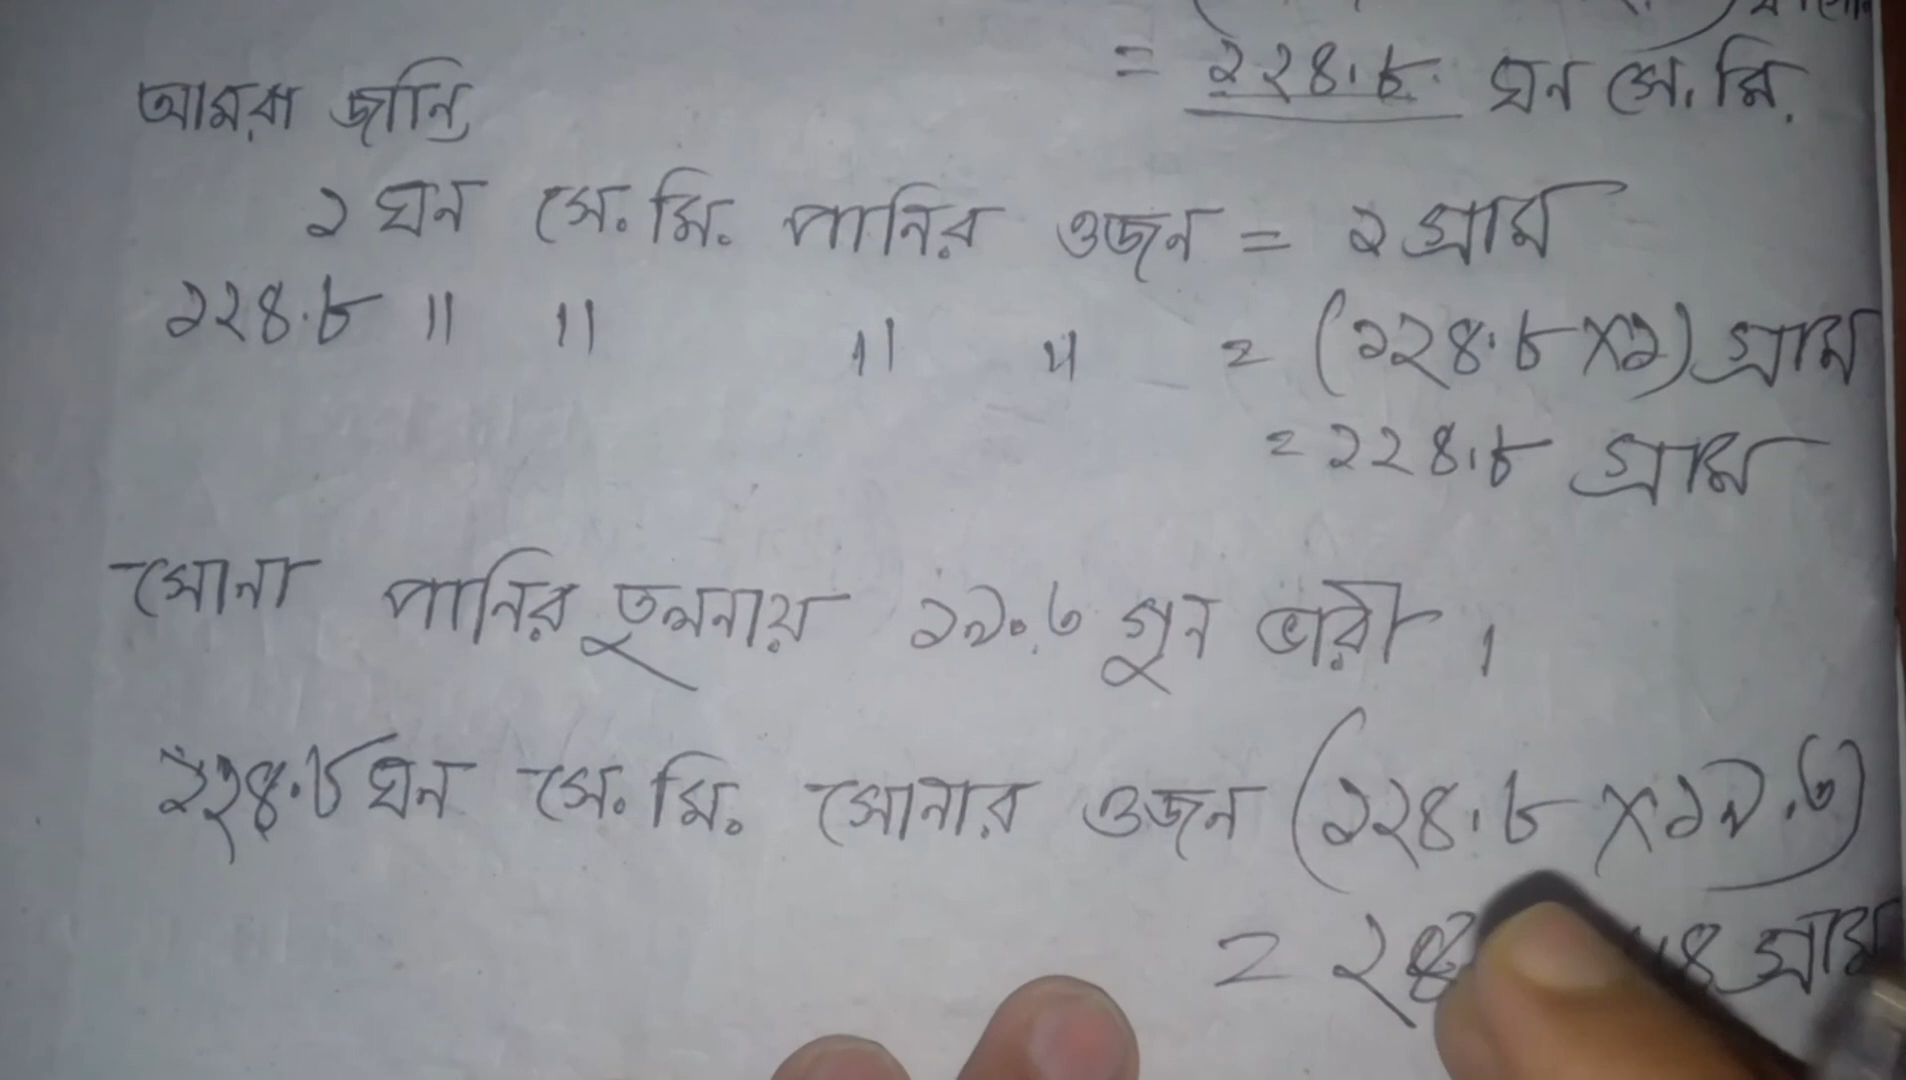 = ১২৪.৮ ঘন সে.মি.
আমরা জানি
১ ঘন সে.মি. পানির ওজন = ১ গ্রাম
১২৪.৮ " " " " = (১২৪.৮×১) গ্রাম
= ১২৪.৮ গ্রাম
সোনা পানির তুলনায় ১৯.৩ গুন ভারী।
১২৪.৮ ঘন সে.মি. সোনার ওজন (১২৪.৮ ×১৯.৩)
= ২৪ ৪ গ্রাম